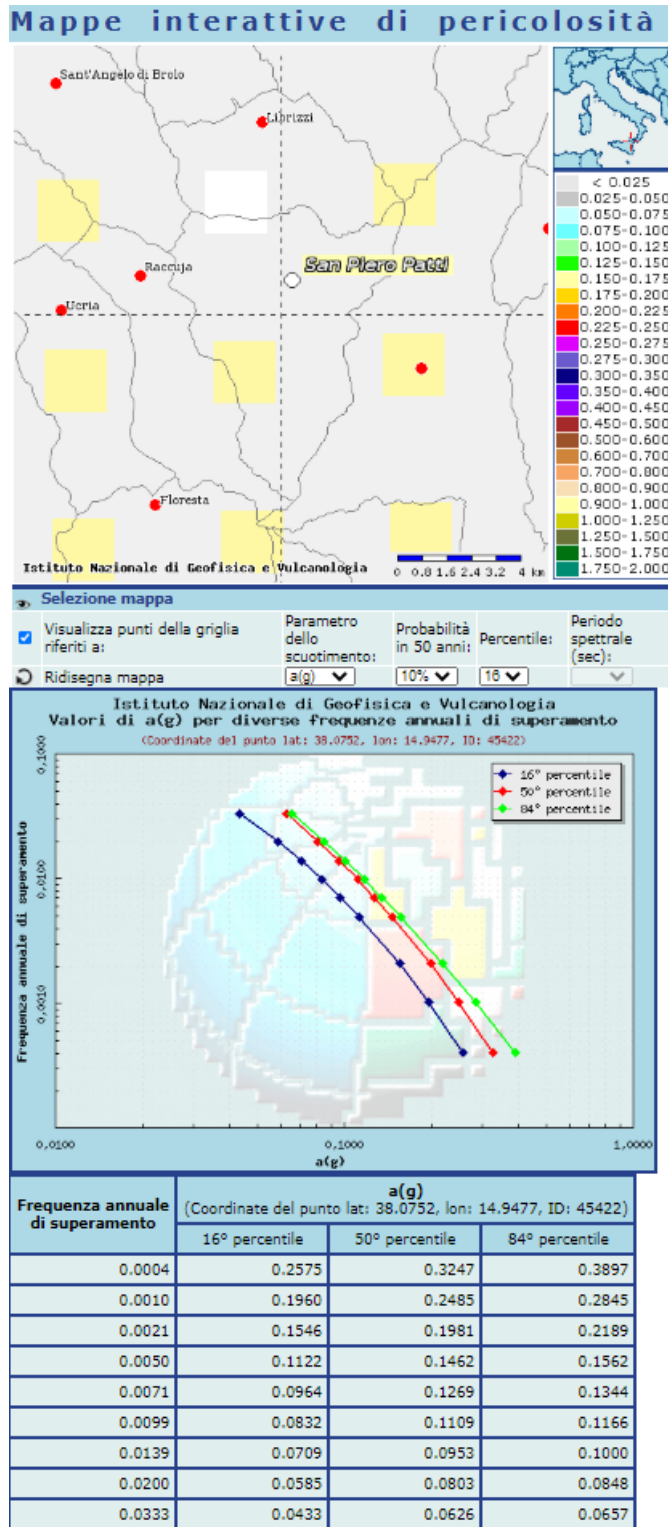 Mappe interattive di pericolosità
Sant'Angelo di Brolo
Librizzi
San Piero Patti
Raccuja
Ucria
Floresta
Istituto Nazionale di Geofisica e Vulcanologia
0 0.8 1.6 2.4 3.2 4 km
< 0.025
0.025-0.050
0.050-0.075
0.075-0.100
0.100-0.125
0.125-0.150
0.150-0.175
0.175-0.200
0.200-0.225
0.225-0.250
0.250-0.275
0.275-0.300
0.300-0.350
0.350-0.400
0.400-0.450
0.450-0.500
0.500-0.600
0.600-0.700
0.700-0.800
0.800-0.900
0.900-1.000
1.000-1.250
1.250-1.500
1.500-1.750
1.750-2.000
Selezione mappa
Visualizza punti della griglia riferiti a:
Parametro dello scuotimento:
Probabilità in 50 anni:
Percentile:
Periodo spettrale (sec):
Ridisegna mappa
a(g)
10%
16
Istituto Nazionale di Geofisica e Vulcanologia
Valori di a(g) per diverse frequenze annuali di superamento
(Coordinate del punto lat: 38.0752, lon: 14.9477, ID: 45422)
16° percentile
50° percentile
84° percentile
Frequenza annuale di superamento
0,1000
0,0100
0,0010
0,0100 0,1000 1,0000
a(g)
Frequenza annuale di superamento
a(g)
(Coordinate del punto lat: 38.0752, lon: 14.9477, ID: 45422)
16° percentile 50° percentile 84° percentile
0.0004 0.2575 0.3247 0.3897
0.0010 0.1960 0.2485 0.2845
0.0021 0.1546 0.1981 0.2189
0.0050 0.1122 0.1462 0.1562
0.0071 0.0964 0.1269 0.1344
0.0099 0.0832 0.1109 0.1166
0.0139 0.0709 0.0953 0.1000
0.0200 0.0585 0.0803 0.0848
0.0333 0.0433 0.0626 0.0657